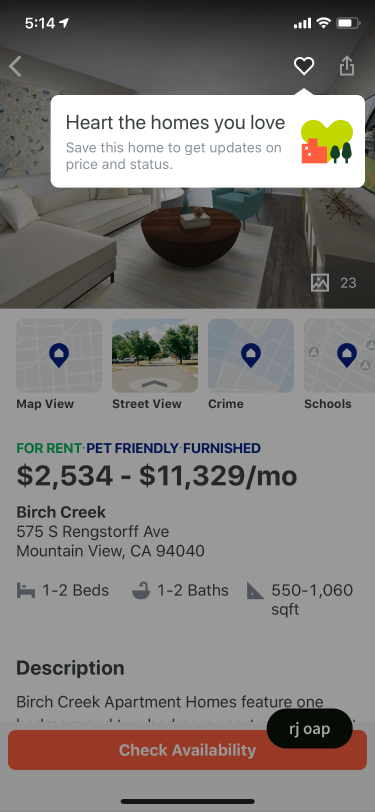 5:14
Heart the homes you love
Save this home to get updates on
price and status.
23
Map View
Street View
Crime
Schools
FOR RENT·PET FRIENDLY·FURNISHED
$2,534 - $11,329/mo
Birch Creek
575 S Rengstorff Ave
Mountain View, CA 94040
1-2 Beds
1-2 Baths
550-1,060
sqft
Description
Birch Creek Apartment Homes feature one
rj oap
Check Availability